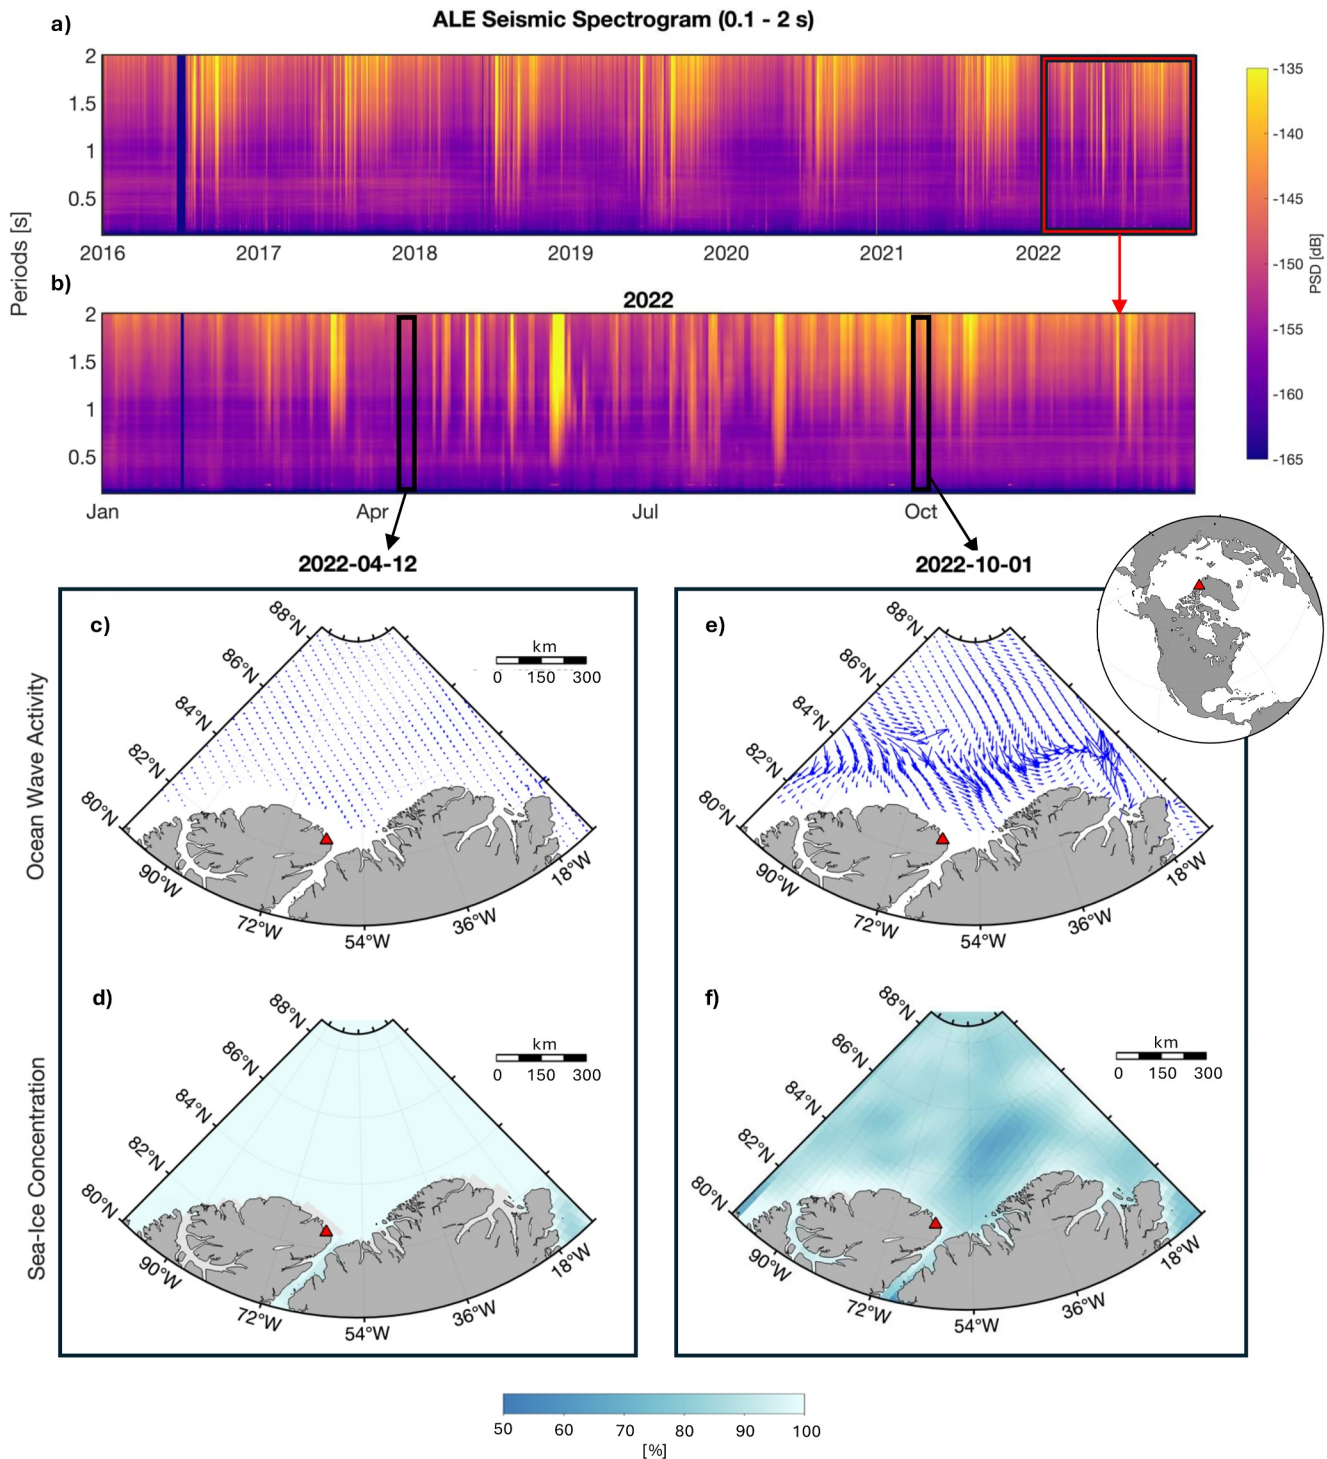 a)
ALE Seismic Spectrogram (0.1 - 2 s)
2
1.5
1
0.5
2016 2017 2018 2019 2020 2021 2022
Periods [s]
-135
-140
-145
-150
-155
-160
-165
PSD [dB]
b)
2022
2
1.5
1
0.5
Jan Apr Jul Oct
2022-04-12
2022-10-01
Ocean Wave Activity
c)
88°N
86°N
84°N
82°N
80°N
90°W
72°W
54°W
36°W
18°W
km
0 150 300
e)
88°N
86°N
84°N
82°N
80°N
90°W
72°W
54°W
36°W
18°W
Sea-Ice Concentration
d)
88°N
86°N
84°N
82°N
80°N
90°W
72°W
54°W
36°W
18°W
km
0 150 300
f)
88°N
86°N
84°N
82°N
80°N
90°W
72°W
54°W
36°W
18°W
km
0 150 300
50 60 70 80 90 100
[%]